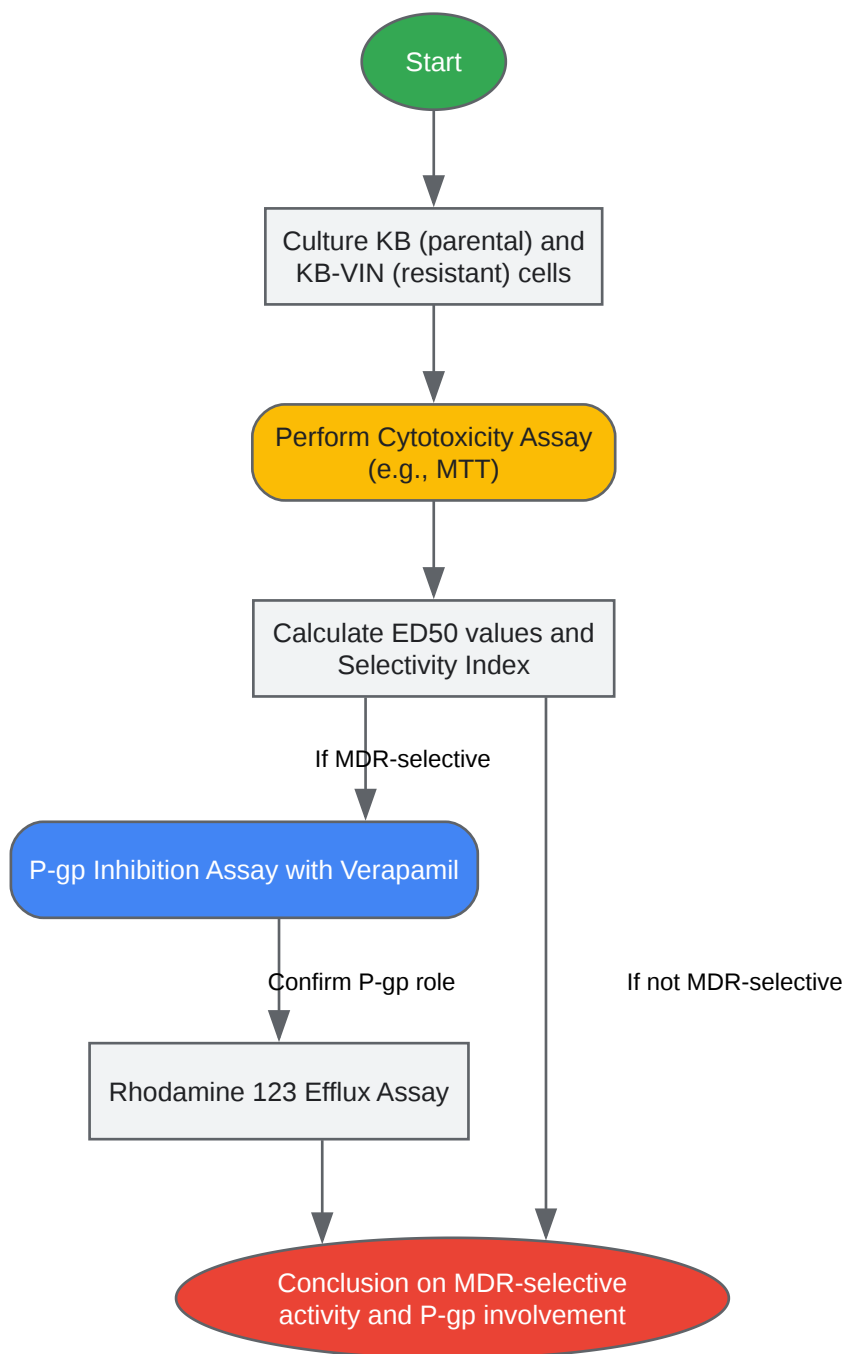 Start
Culture KB (parental) and
KB-VIN (resistant) cells
Perform Cytotoxicity Assay
(e.g., MTT)
Calculate ED50 values and
Selectivity Index
If MDR-selective
P-gp Inhibition Assay with Verapamil
Confirm P-gp role
If not MDR-selective
Rhodamine 123 Efflux Assay
Conclusion on MDR-selective
activity and P-gp involvement